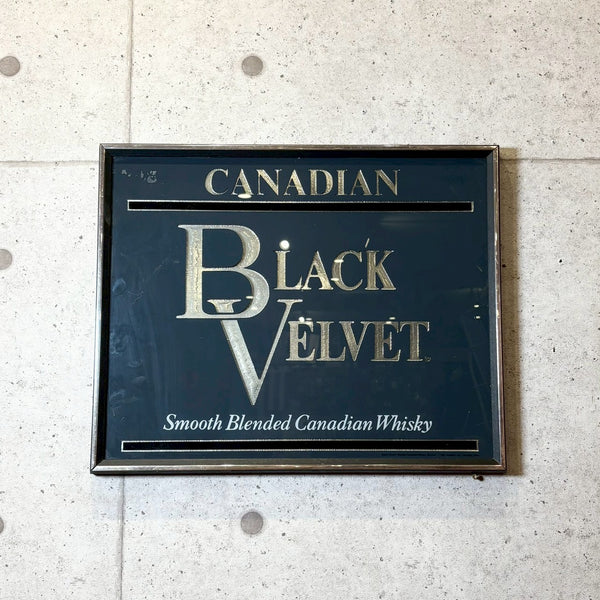 CANADIAN
BLACK
VELVET
Smooth Blended Canadian Whisky